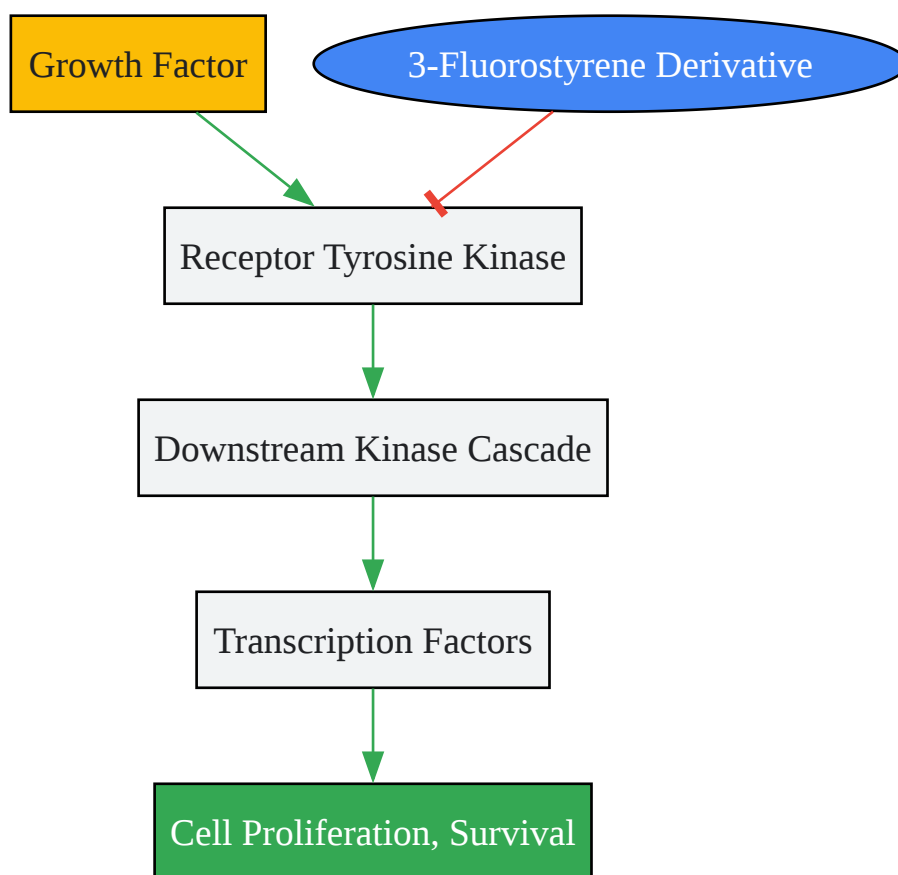 Growth Factor
3-Fluorostyrene Derivative
Receptor Tyrosine Kinase
Downstream Kinase Cascade
Transcription Factors
Cell Proliferation, Survival